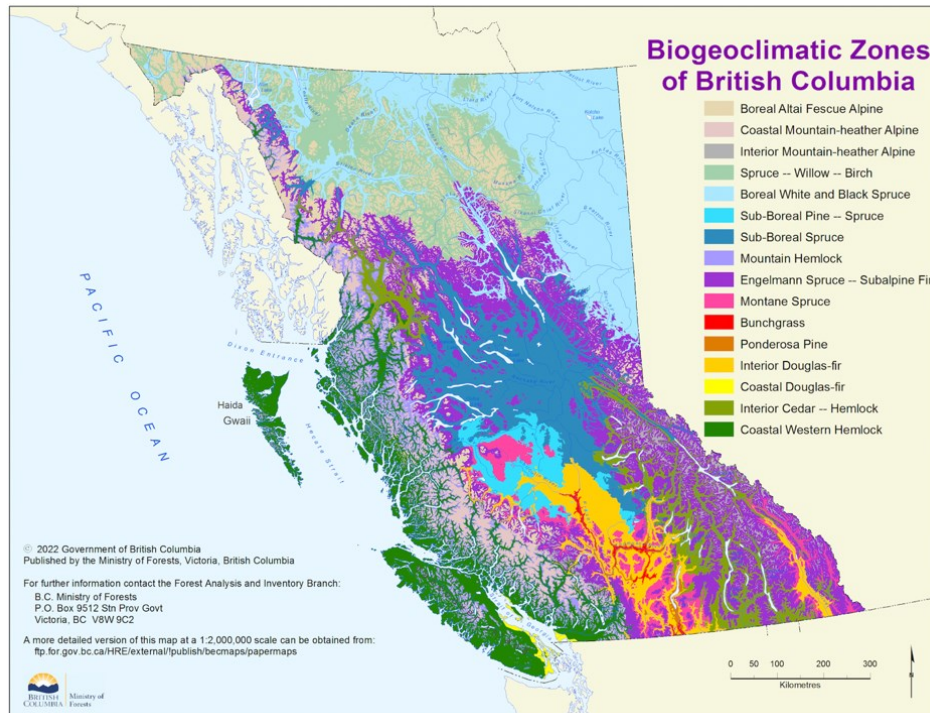 Biogeoclimatic Zones
of British Columbia
Boreal Altai Fescue Alpine
Coastal Mountain-heather Alpine
Interior Mountain-heather Alpine
Spruce -- Willow -- Birch
Boreal White and Black Spruce
Sub-Boreal Pine -- Spruce
Sub-Boreal Spruce
Mountain Hemlock
Engelmann Spruce -- Subalpine Fir
Montane Spruce
Bunchgrass
Ponderosa Pine
Interior Douglas-fir
Coastal Douglas-fir
Interior Cedar -- Hemlock
Coastal Western Hemlock
PACIFIC OCEAN
Dixon Entrance
Haida
Gwaii
Hecate Strait
© 2022 Government of British Columbia
Published by the Ministry of Forests, Victoria, British Columbia
For further information contact the Forest Analysis and Inventory Branch:
B.C. Ministry of Forests
P.O. Box 9512 Stn Prov Govt
Victoria, BC V8W 9C2
A more detailed version of this map at a 1:2,000,000 scale can be obtained from:
ftp.for.gov.bc.ca/HRE/external/!publish/becmaps/papermaps
BRITISH
COLUMBIA
Ministry of
Forests
0 50 100 200 300
Kilometres
N